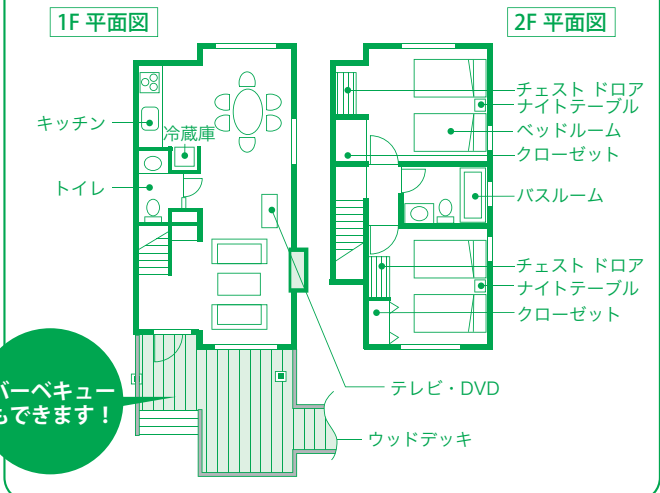 1F 平面図
2F 平面図
キッチン
冷蔵庫
トイレ
チェスト ドロア
ナイトテーブル
ベッドルーム
クローゼット
バスルーム
チェスト ドロア
ナイトテーブル
クローゼット
テレビ・DVD
ウッドデッキ
バーベキュー
もできます！